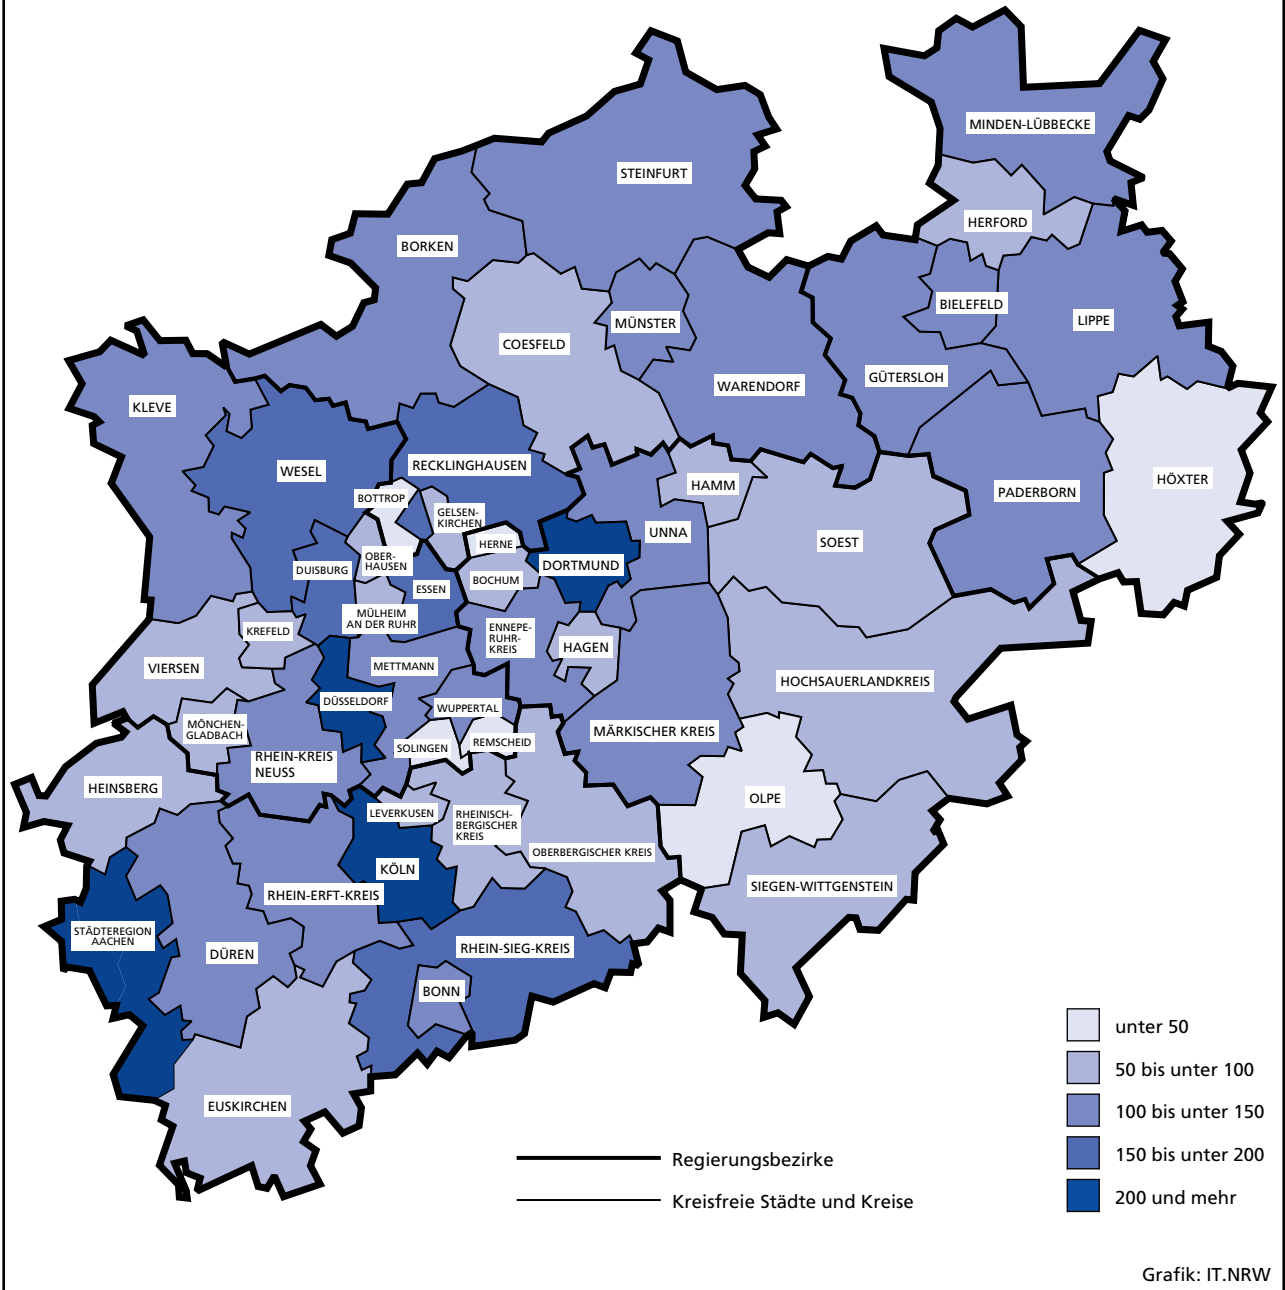 MINDEN-LÜBBECKE
STEINFURT
HERFORD
BORKEN
BIELEFELD
MÜNSTER
LIPPE
COESFELD
GÜTERSLOH
WARENDORF
KLEVE
RECKLINGHAUSEN
WESEL
HÖXTER
HAMM
PADERBORN
BOTTROP
GELSEN-
KIRCHEN
UNNA
SOEST
HERNE
OBER-
HAUSEN
DORTMUND
DUISBURG
BOCHUM
ESSEN
MÜLHEIM
AN DER RUHR
KREFELD
ENNEPE-
RUHR-
KREIS
HAGEN
VIERSEN
METTMANN
HOCHSAUERLANDKREIS
DÜSSELDORF
WUPPERTAL
MÖNCHEN-
GLADBACH
MÄRKISCHER KREIS
SOLINGEN
REMSCHEID
RHEIN-KREIS
NEUSS
HEINSBERG
OLPE
LEVERKUSEN
RHEINISCH-
BERGISCHER
KREIS
OBERBERGISCHER KREIS
KÖLN
SIEGEN-WITTGENSTEIN
RHEIN-ERFT-KREIS
STÄDTEREGION
AACHEN
RHEIN-SIEG-KREIS
DÜREN
BONN
EUSKIRCHEN
unter 50
50 bis unter 100
100 bis unter 150
150 bis unter 200
200 und mehr
Regierungsbezirke
Kreisfreie Städte und Kreise
Grafik: IT.NRW